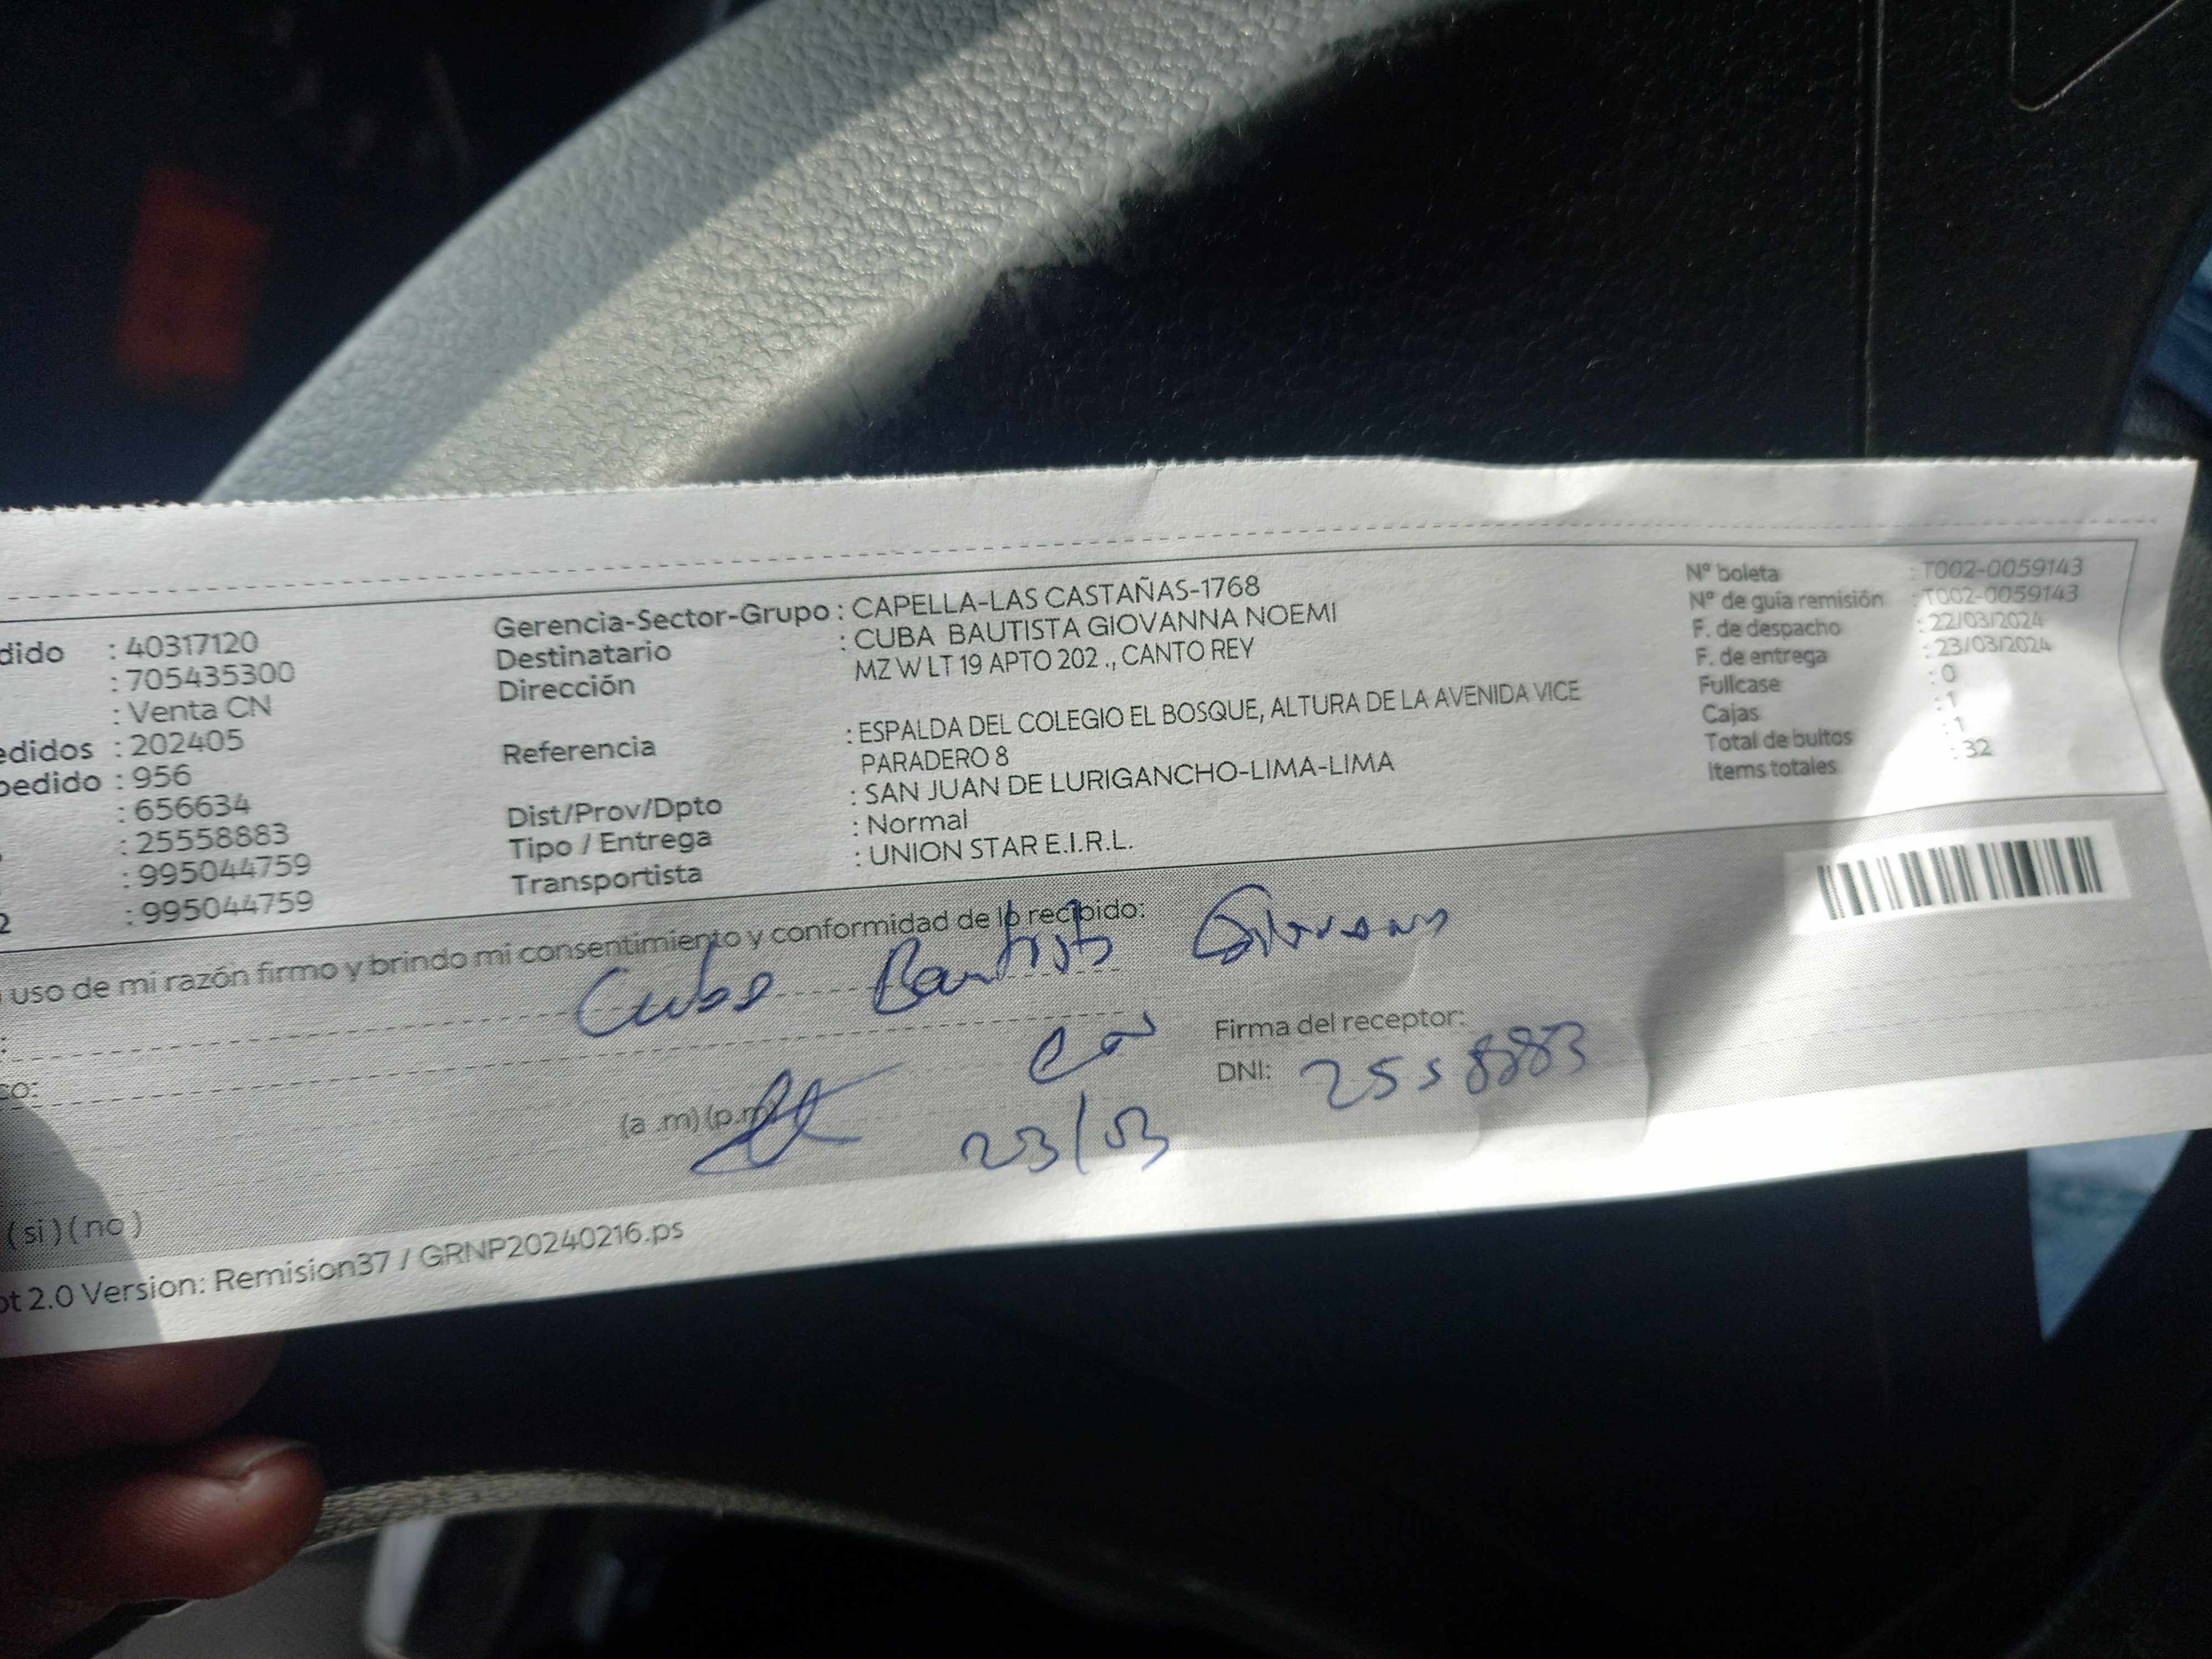 dido : 40317120
: 705435300
: Venta CN
edidos : 202405
pedido : 956
: 656634
: 25558883
: 995044759
2 : 995044759
Gerencia-Sector-Grupo : CAPELLA-LAS CASTAÑAS-1768
Destinatario : CUBA BAUTISTA GIOVANNA NOEMI
Dirección MZ W LT 19 APTO 202 ., CANTO REY
Referencia : ESPALDA DEL COLEGIO EL BOSQUE, ALTURA DE LA AVENIDA VICE
PARADERO 8
Dist/Prov/Dpto : SAN JUAN DE LURIGANCHO-LIMA-LIMA
Tipo / Entrega : Normal
Transportista : UNION STAR E.I.R.L.
Nº boleta : T002-0059143
Nº de guia remisión : T002-0059143
F. de despacho : 22/03/2024
F. de entrega : 23/03/2024
Fullcase : 0
Cajas : 1
Total de bultos : 1
Items totales : 32
uso de mi razón firmo y brindo mi consentimiento y conformidad de lo recibido:
Cuba Bautista
co:
Firma del receptor:
DNI: 25558883
(a .m) (p.m)
23/03
(si) (no)
ot 2.0 Version: Remision37 / GRNP20240216.ps